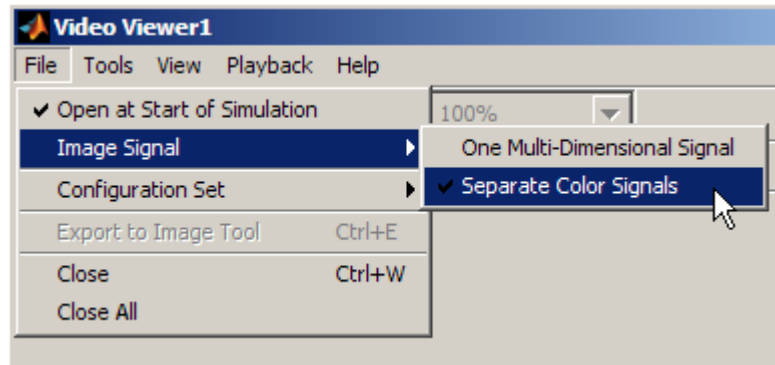 Video Viewer1
File Tools View Playback Help
Open at Start of Simulation
100%
Image Signal
One Multi-Dimensional Signal
Separate Color Signals
Configuration Set
Export to Image Tool Ctrl+E
Close Ctrl+W
Close All